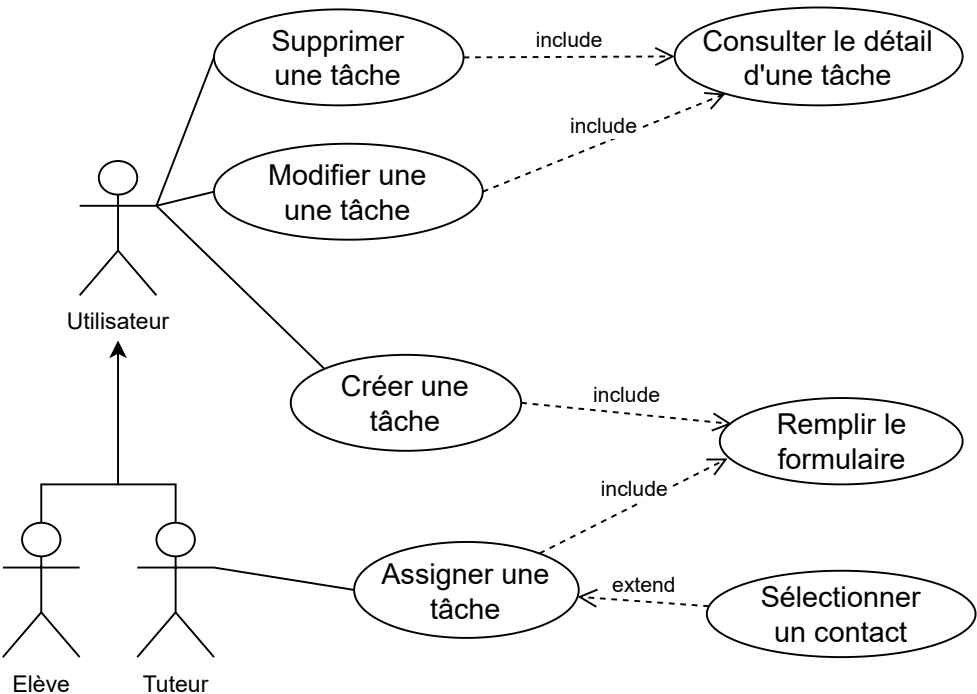 Supprimer
une tâche
include
Consulter le détail
d'une tâche
include
Modifier une
une tâche
Utilisateur
Créer une
tâche
include
Remplir le
formulaire
include
Assigner une
tâche
extend
Sélectionner
un contact
Elève
Tuteur